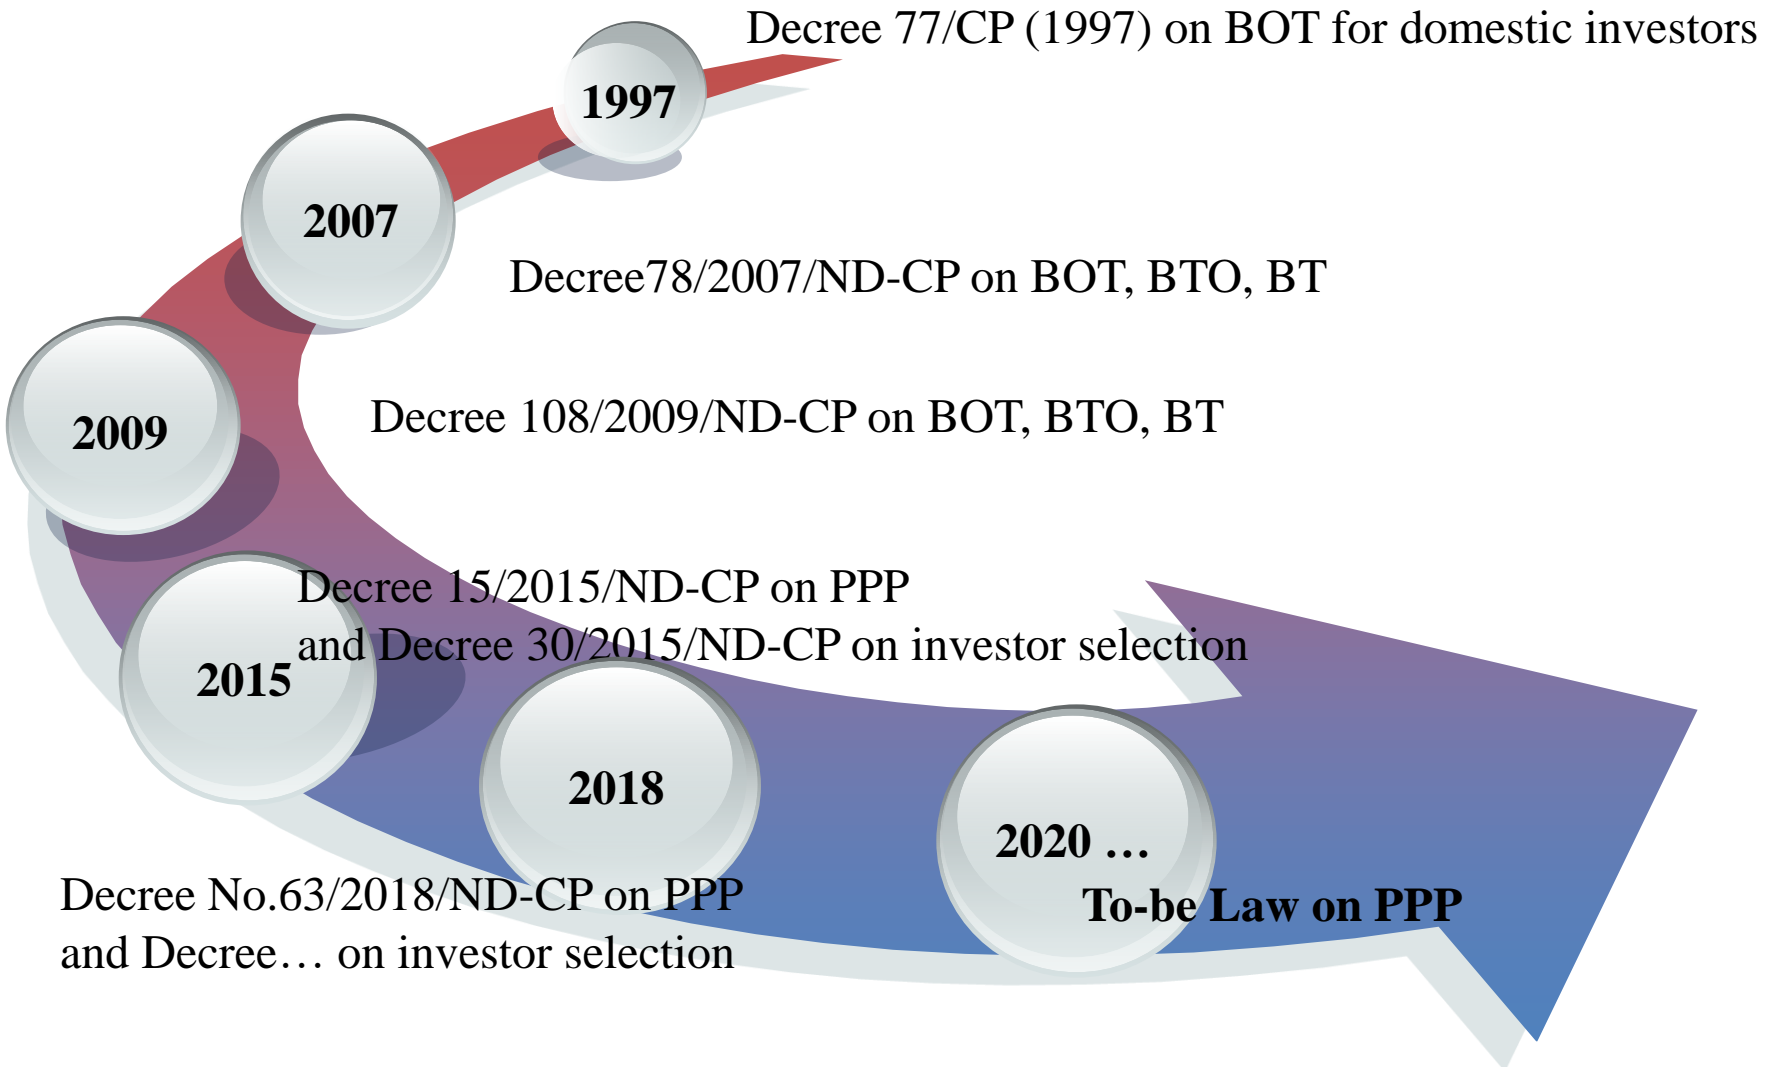 Decree 77/CP (1997) on BOT for domestic investors
1997
2007
Decree78/2007/ND-CP on BOT, BTO, BT
2009
Decree 108/2009/ND-CP on BOT, BTO, BT
Decree 15/2015/ND-CP on PPP
and Decree 30/2015/ND-CP on investor selection
2015
2018
2020 …
Decree No.63/2018/ND-CP on PPP
and Decree… on investor selection
To-be Law on PPP